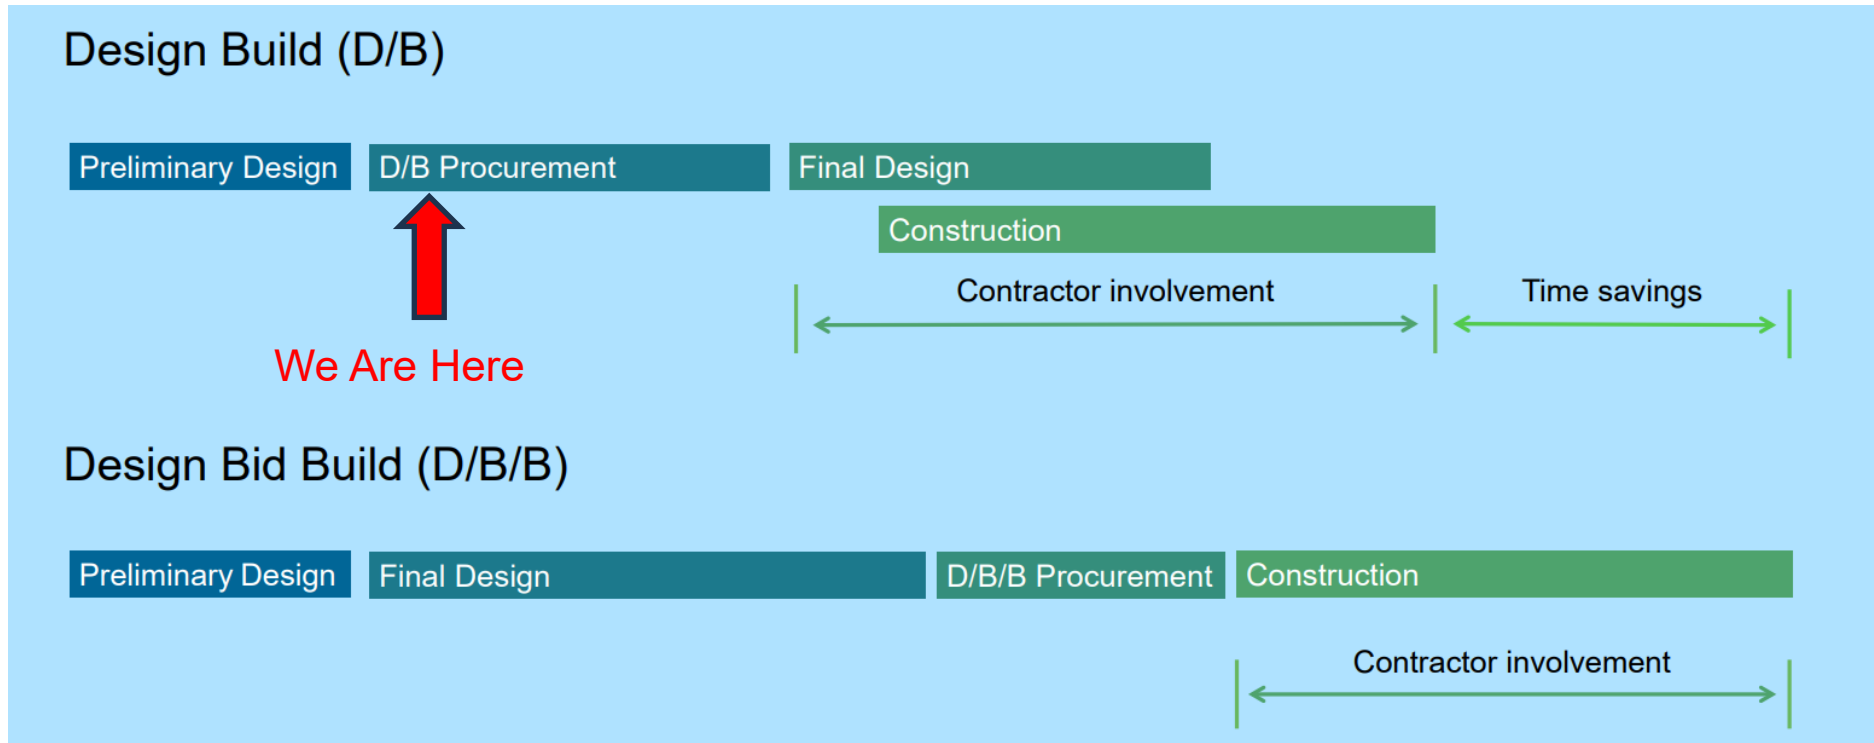 Design Build (D/B)
Preliminary Design
D/B Procurement
Final Design
Construction
Contractor involvement
Time savings
We Are Here
Design Bid Build (D/B/B)
Preliminary Design
Final Design
D/B/B Procurement
Construction
Contractor involvement